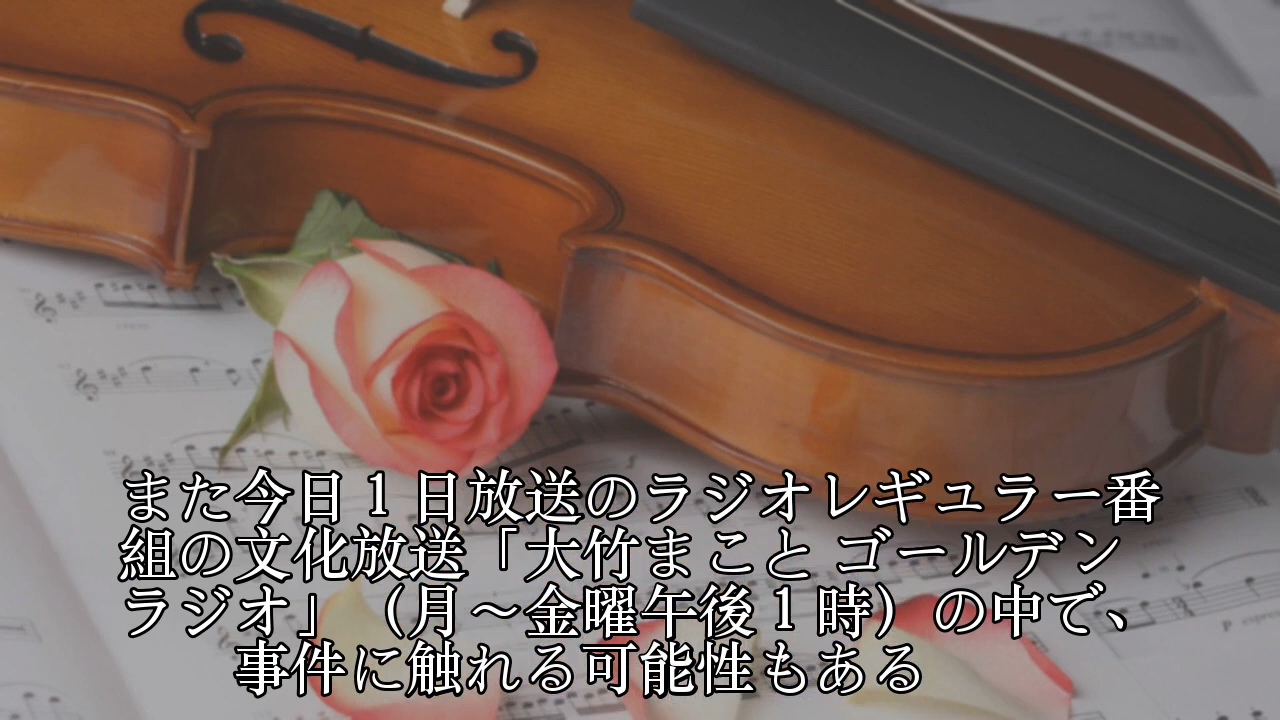 また今日１日放送のラジオレギュラー番
組の文化放送「大竹まこと ゴールデン
ラジオ」（月～金曜午後１時）の中で、
事件に触れる可能性もある